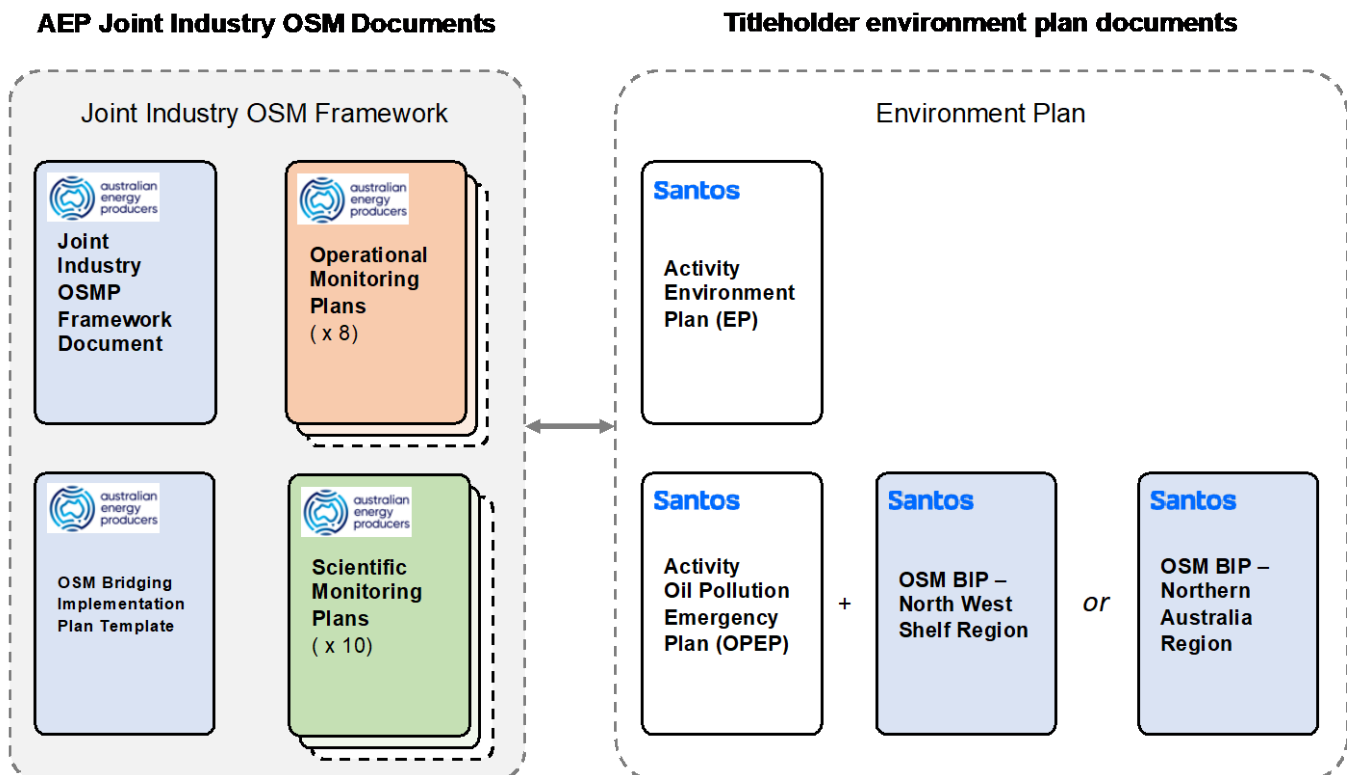 AEP Joint Industry OSM Documents
Titleholder environment plan documents
Joint Industry OSM Framework
Environment Plan
australian
energy
producers
Joint
Industry
OSMP
Framework
Document
australian
energy
producers
Operational
Monitoring
Plans
( x 8)
Santos
Activity
Environment
Plan (EP)
australian
energy
producers
OSM Bridging
Implementation
Plan Template
australian
energy
producers
Scientific
Monitoring
Plans
( x 10)
Santos
Activity
Oil Pollution
Emergency
Plan (OPEP)
+
Santos
OSM BIP –
North West
Shelf Region
or
Santos
OSM BIP –
Northern
Australia
Region